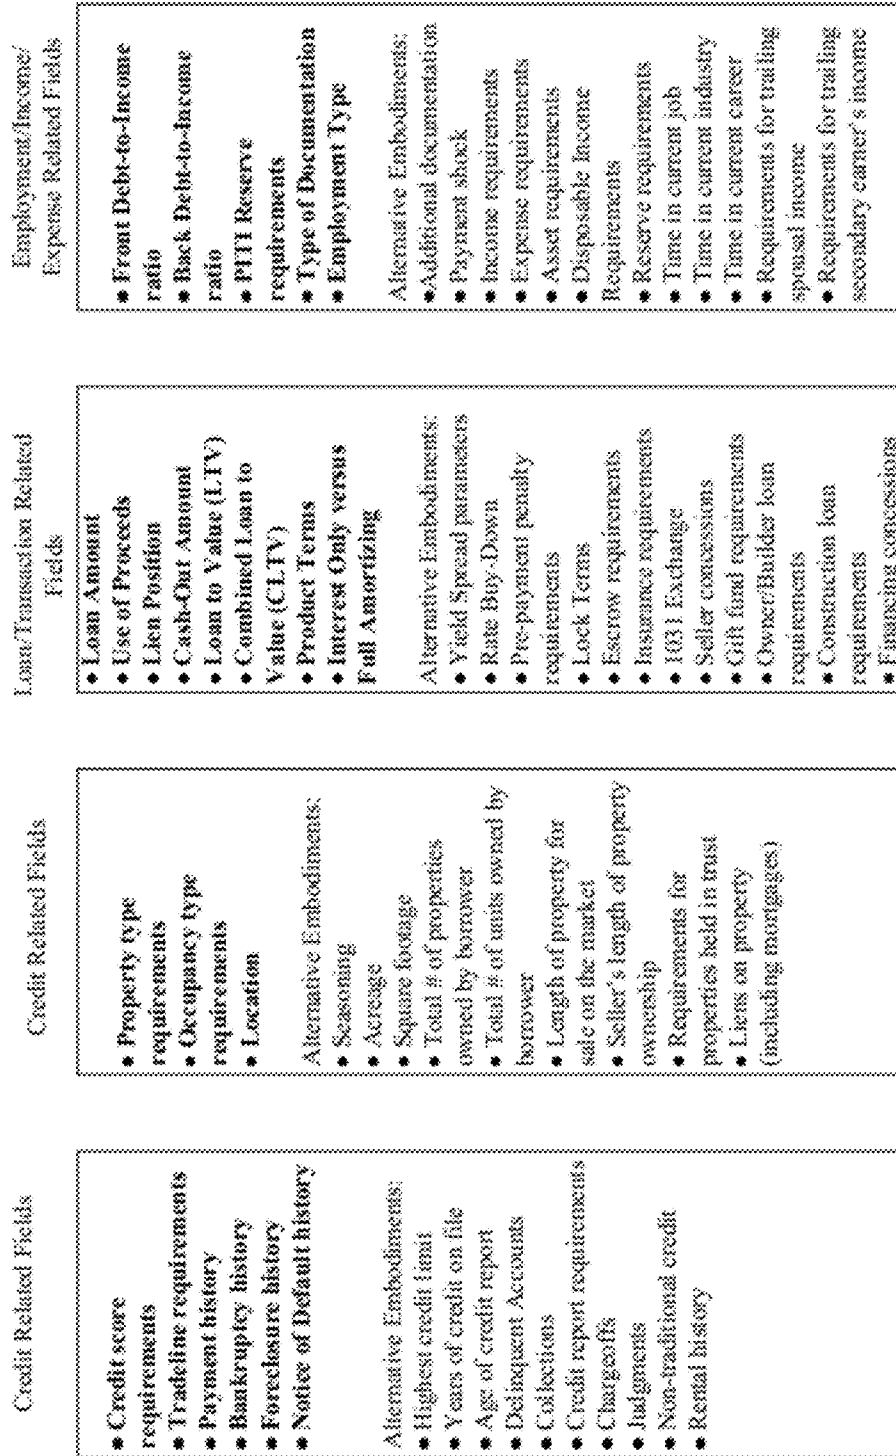 Credit Related Fields
● Credit score
requirements
● Tradeline requirements
● Payment history
● Bankruptcy history
● Foreclosure history
● Notice of Default history
Alternative Embodiments:
● Highest credit limit
● Years of credit on file
● Age of credit report
● Delinquent Accounts
● Collections
● Credit report requirements
● Chargeoffs
● Judgments
● Non-traditional credit
● Rental history
Credit Related Fields
● Property type
requirements
● Occupancy type
requirements
● Location
Alternative Embodiments:
● Seasoning
● Acreage
● Square footage
● Total # of properties
owned by borrower
● Total # of units owned by
borrower
● Length of property for
sale on the market
● Seller's length of property
ownership
● Requirements for
properties held in trust
● Liens on property
(including mortgages)
Loan/Transaction Related
Fields
● Loan Amount
● Use of Proceeds
● Lien Position
● Cash-Out Amount
● Loan to Value (LTV)
● Combined Loan to
Value (CLTV)
● Product Terms
● Interest Only versus
Full Amortizing
Alternative Embodiments:
● Yield Spread parameters
● Rate Buy-Down
● Pre-payment penalty
requirements
● Lock Terms
● Escrow requirements
● Insurance requirements
● 1031 Exchange
● Seller concessions
● Gift fund requirements
● Owner/Builder loan
requirements
● Construction loan
requirements
● Financing concessions
Employment/Income/
Expense Related Fields
● Front Debt-to-Income
ratio
● Back Debt-to-Income
ratio
● PITI Reserve
requirements
● Type of Documentation
● Employment Type
Alternative Embodiments:
●Additional documentation
● Payment shock
● Income requirements
● Expense requirements
● Asset requirements
● Disposable Income
Requirements
● Reserve requirements
● Time in current job
● Time in current industry
● Time in current career
● Requirements for trailing
spousal income
● Requirements for trailing
secondary earner's income